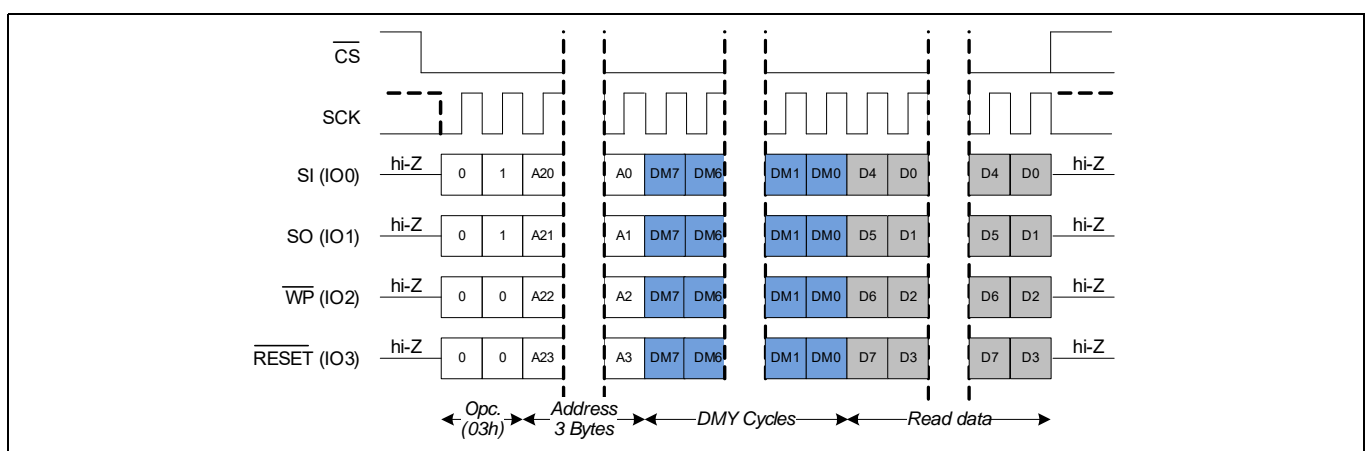 CS
SCK
SI (IO0) hi-Z 0 1 A20 A0 DM7 DM6 DM1 DM0 D4 D0 D4 D0 hi-Z
SO (IO1) hi-Z 0 1 A21 A1 DM7 DM6 DM1 DM0 D5 D1 D5 D1 hi-Z
WP (IO2) hi-Z 0 0 A22 A2 DM7 DM6 DM1 DM0 D6 D2 D6 D2 hi-Z
RESET (IO3) hi-Z 0 0 A23 A3 DM7 DM6 DM1 DM0 D7 D3 D7 D3 hi-Z
Opc. (03h)
Address 3 Bytes
DMY Cycles
Read data